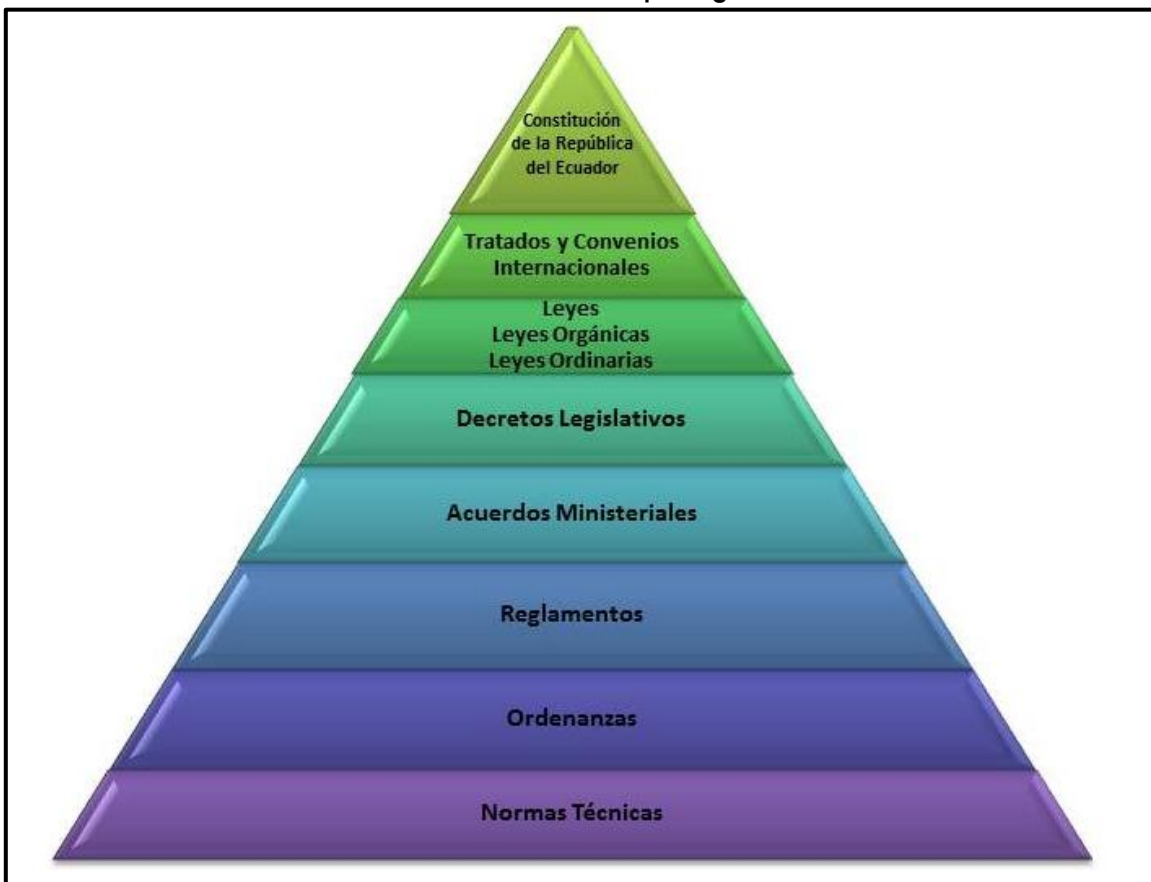 Constitución
de la República
del Ecuador
Tratados y Convenios
Internacionales
Leyes
Leyes Orgánicas
Leyes Ordinarias
Decretos Legislativos
Acuerdos Ministeriales
Reglamentos
Ordenanzas
Normas Técnicas